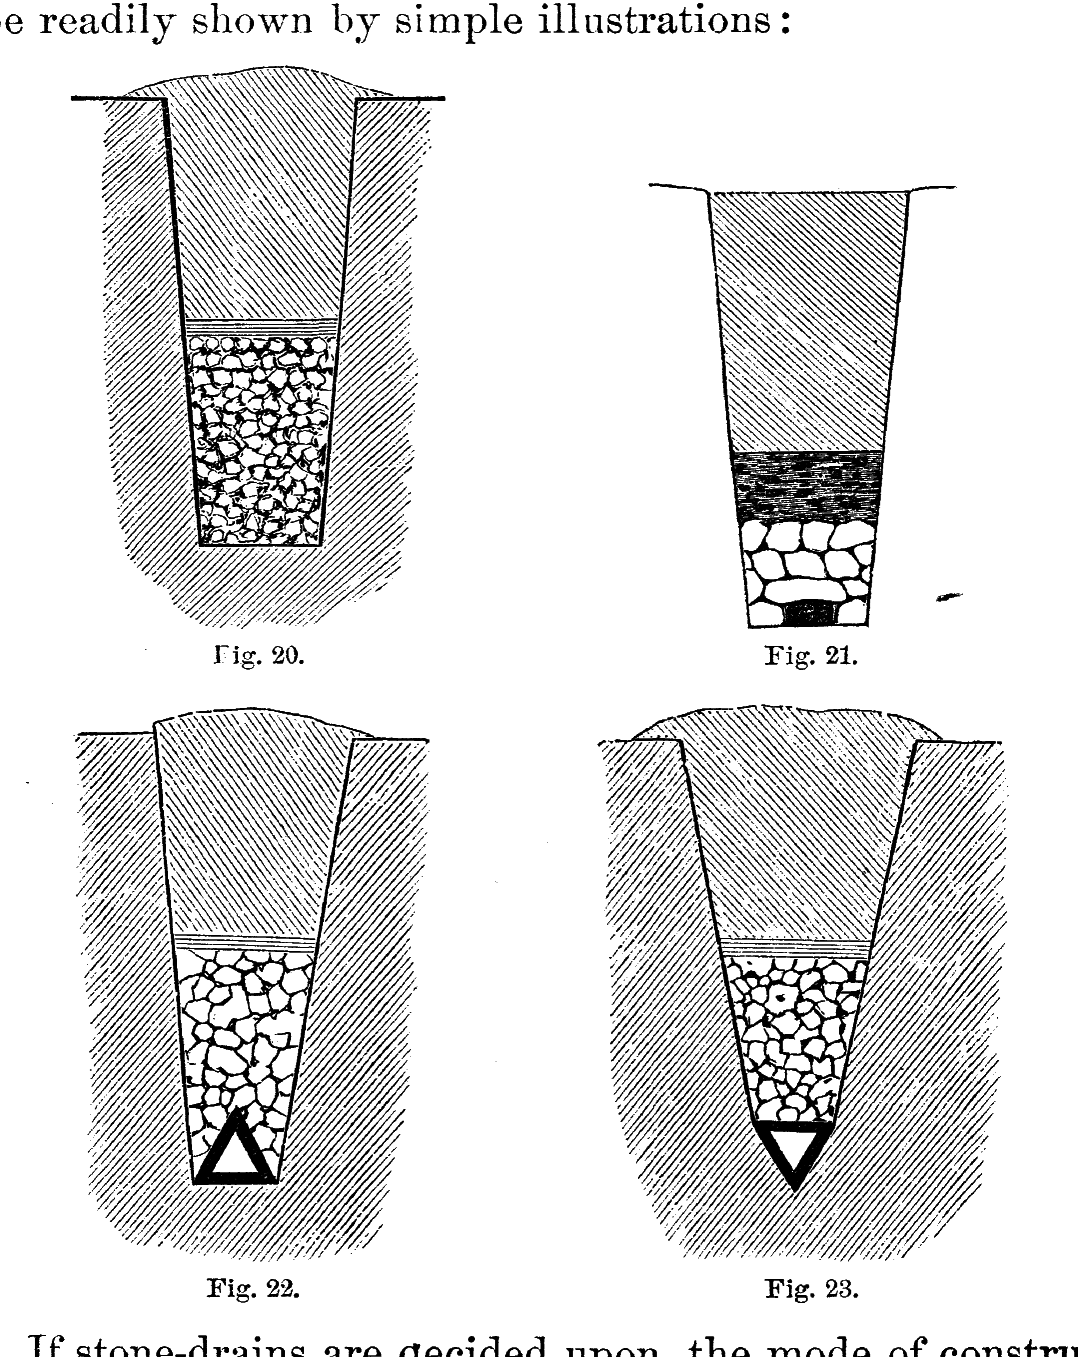 e readily shown by simple illustrations:
Fig. 20.
Fig. 21.
Fig. 22.
Fig. 23.
If stone-drains are decided upon, the mode of constru